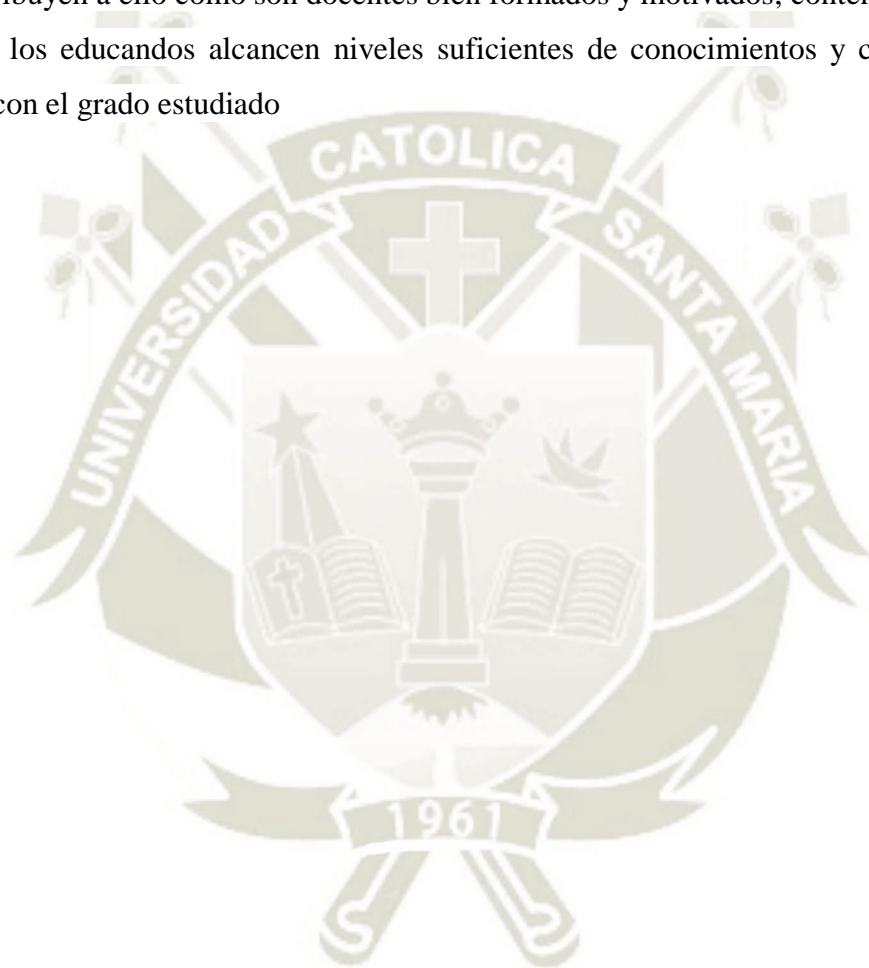 ribuyen a ello como son docentes bien formados y motivados, conte
los educandos alcancen niveles suficientes de conocimientos y c
con el grado estudiado
UNIVERSIDAD CATOLICA SANTA MARIA
1961